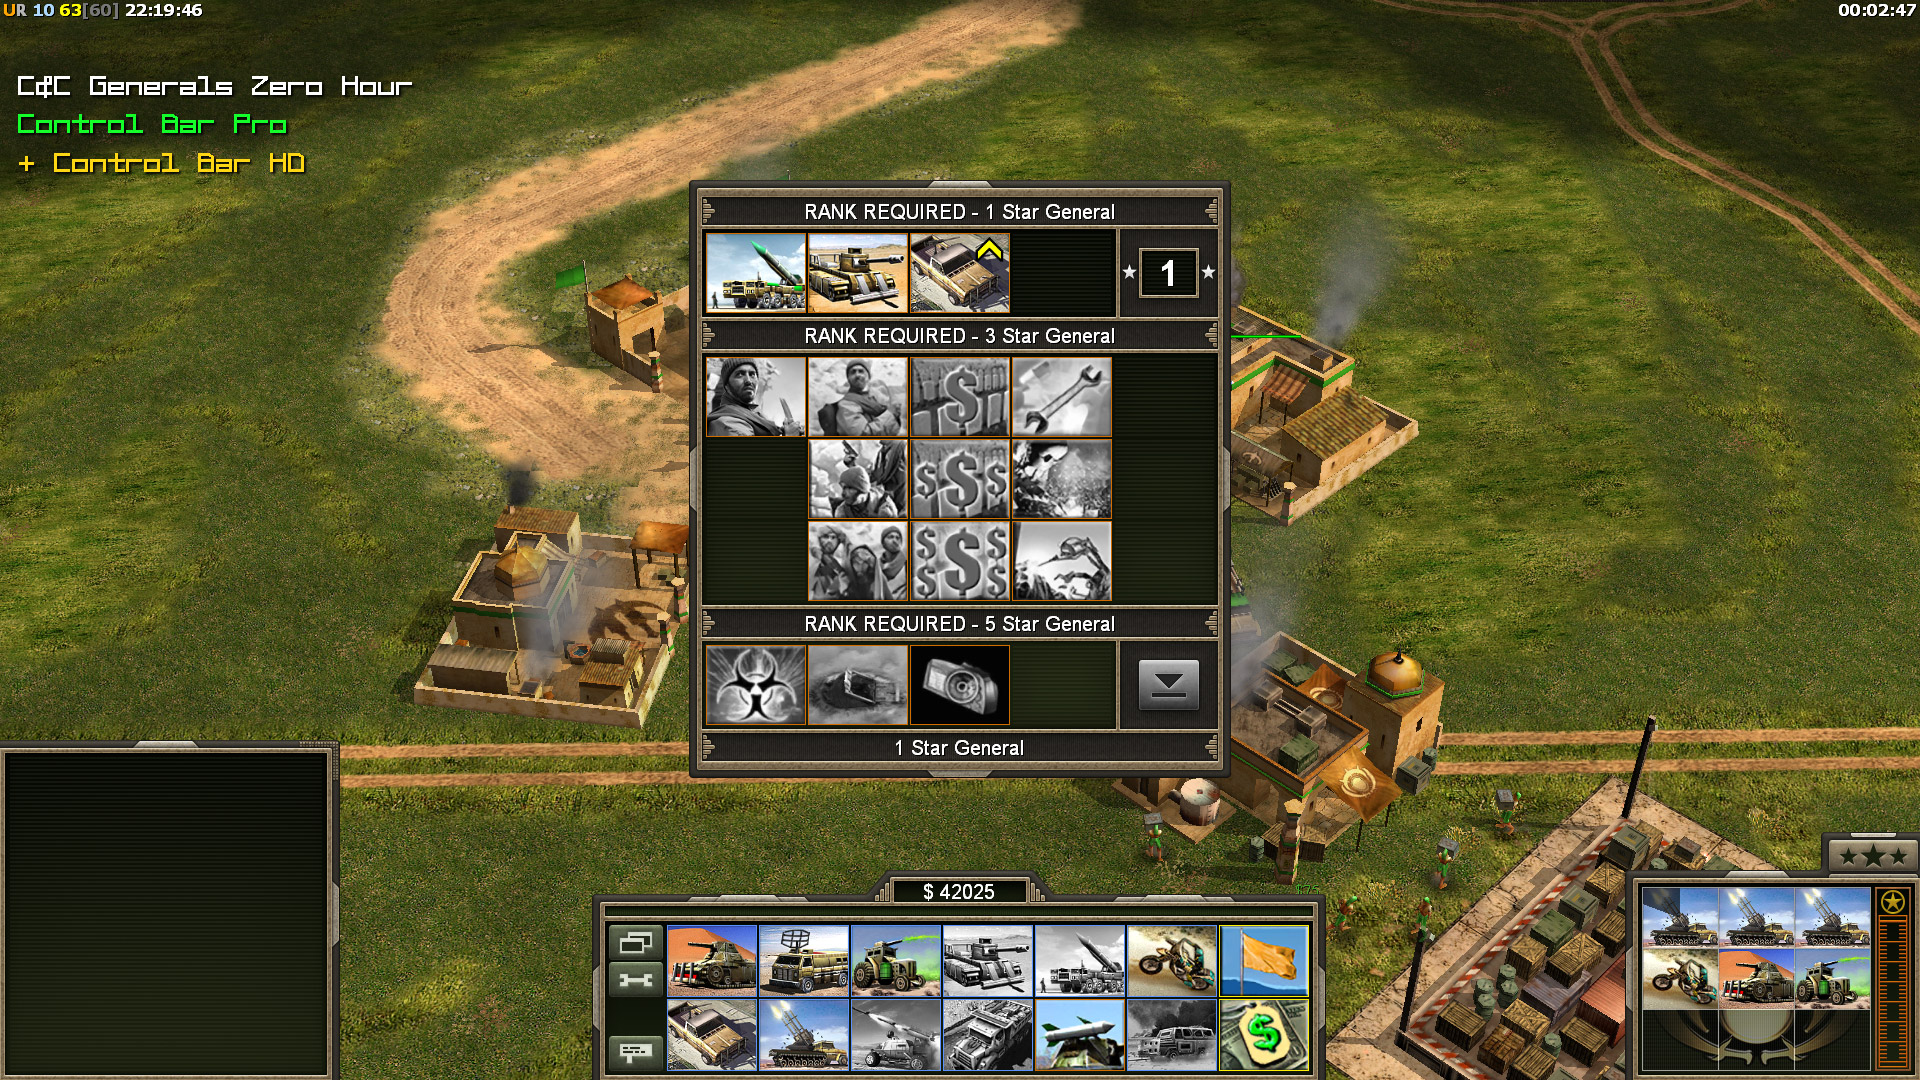 UR 10 63[60] 22:19:46
00:02:47
C&C Generals Zero Hour
Control Bar Pro
+ Control Bar HD
RANK REQUIRED - 1 Star General
1
RANK REQUIRED - 3 Star General
$
$ $ $
$ $ $ $ $
RANK REQUIRED - 5 Star General
1 Star General
$ 42025
$